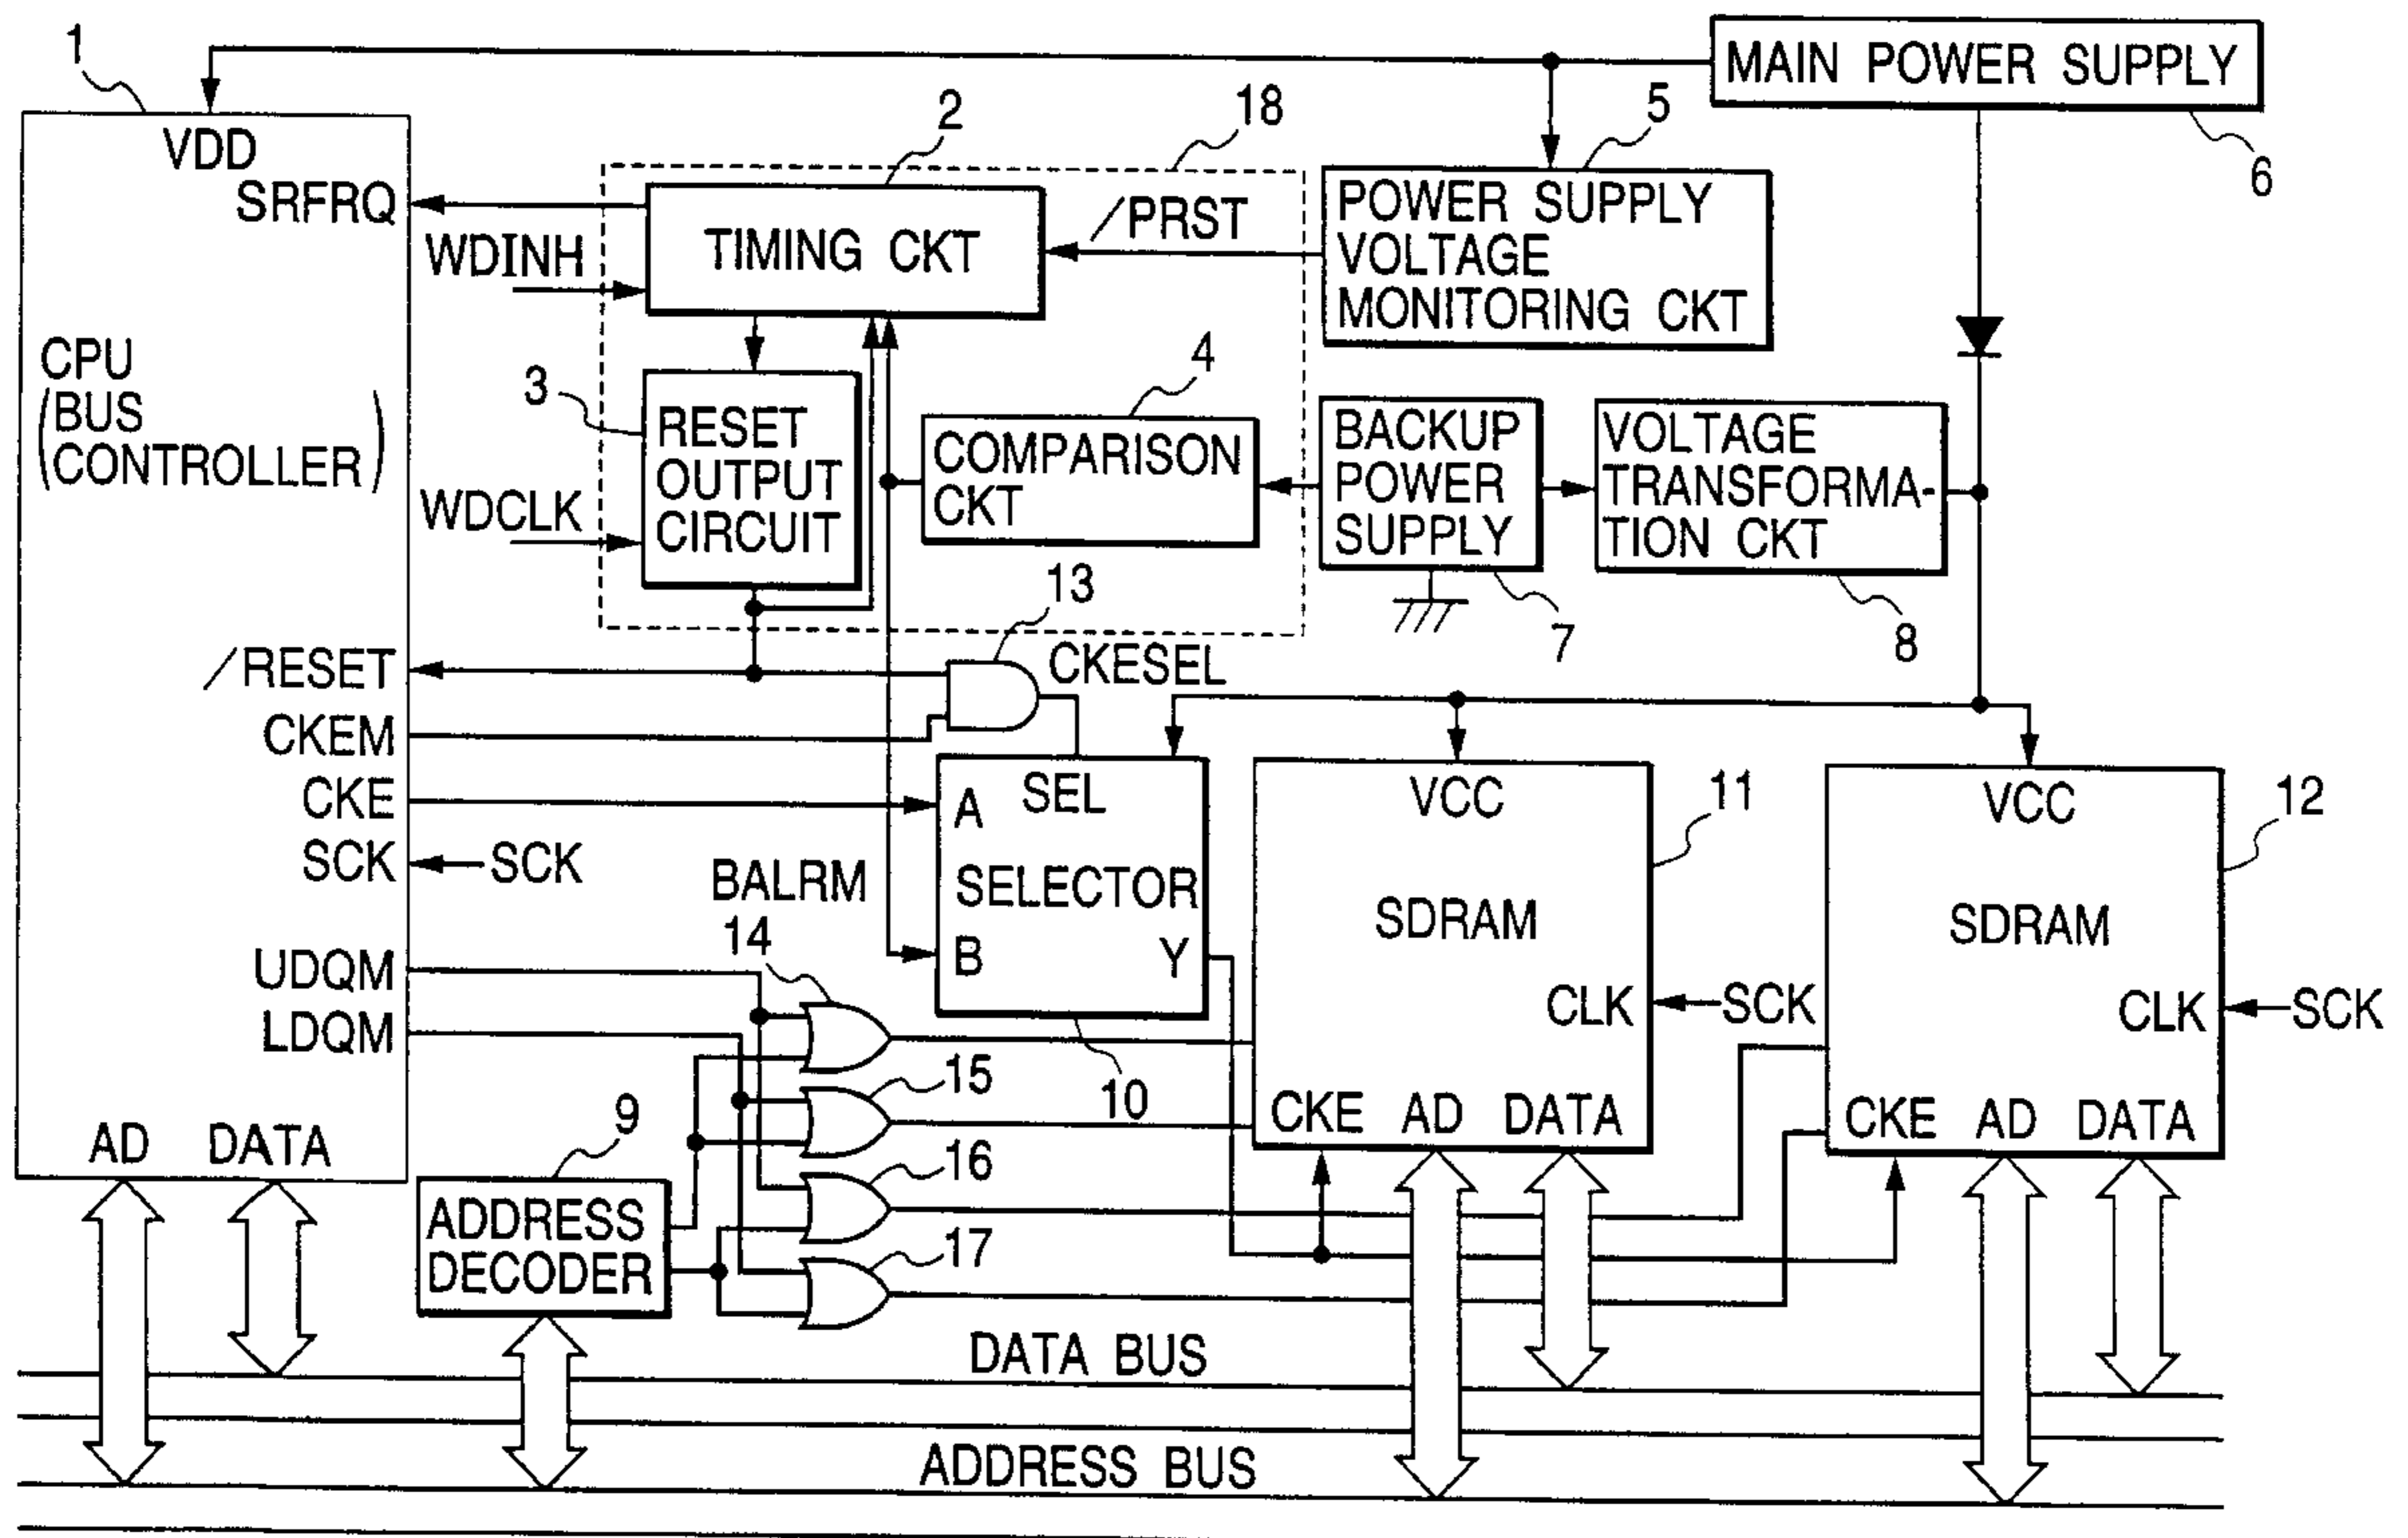 MAIN POWER SUPPLY
6
1
VDD
SRFRQ
CPU
(BUS
CONTROLLER)
/RESET
CKEM
CKE
SCK
SCK
UDQM
LDQM
AD DATA
18
2
TIMING CKT
WDINH
/PRST
5
POWER SUPPLY
VOLTAGE
MONITORING CKT
3
RESET
OUTPUT
CIRCUIT
WDCLK
4
COMPARISON
CKT
BACKUP
POWER
SUPPLY
7
VOLTAGE
TRANSFORMA-
TION CKT
8
13
CKESEL
SEL
A
SELECTOR
B Y
10
BALRM
14
15
16
17
9
ADDRESS
DECODER
11
VCC
SDRAM
CLK
SCK
CKE AD DATA
12
VCC
SDRAM
CLK
SCK
CKE AD DATA
DATA BUS
ADDRESS BUS